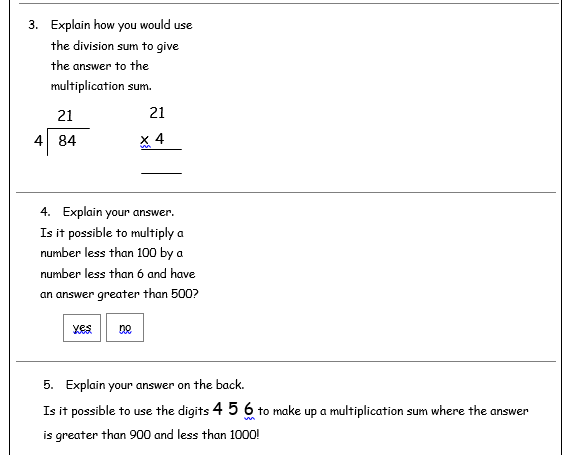 3. Explain how you would use
the division sum to give
the answer to the
multiplication sum.
21
4 84
21
x 4
4. Explain your answer.
Is it possible to multiply a
number less than 100 by a
number less than 6 and have
an answer greater than 500?
yes no
5. Explain your answer on the back.
Is it possible to use the digits 4 5 6 to make up a multiplication sum where the answer
is greater than 900 and less than 1000!